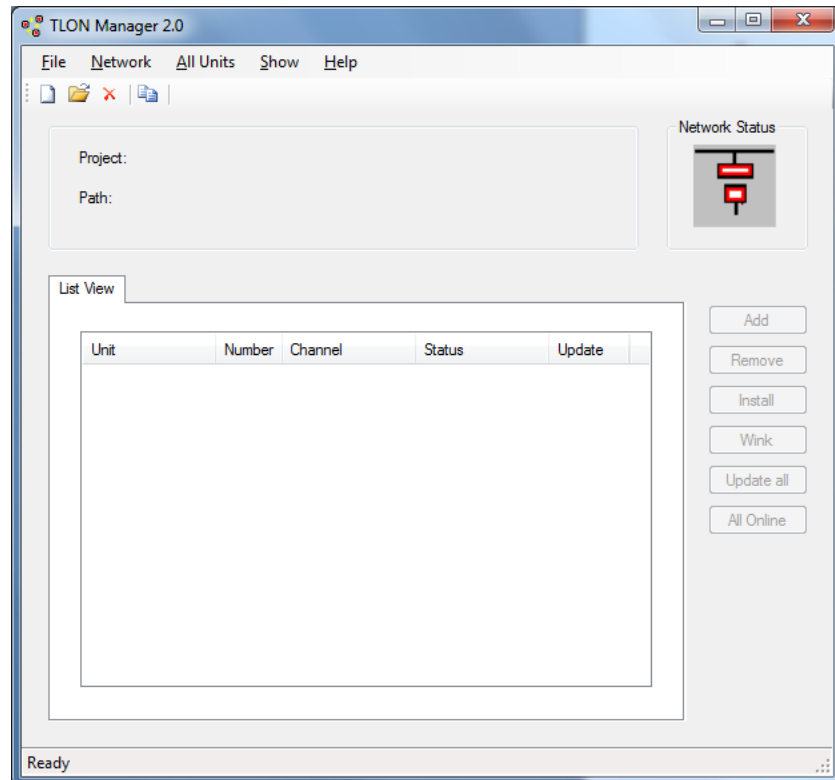 TLON Manager 2.0
File Network All Units Show Help
Network Status
Project:
Path:
List View
Unit Number Channel Status Update
Add
Remove
Install
Wink
Update all
All Online
Ready